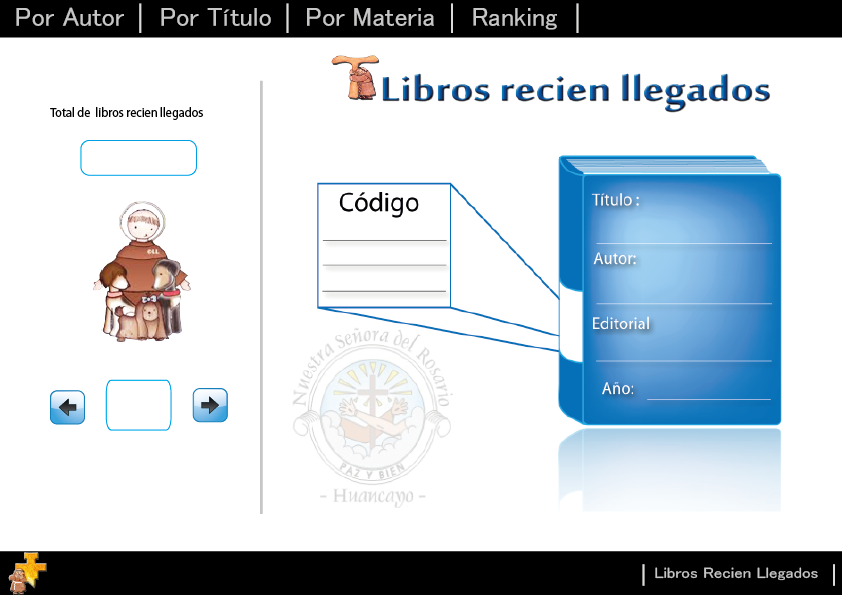 Por Autor | Por Título | Por Materia | Ranking |
Libros recien llegados
Total de libros recien llegados
Código
Título :
Autor:
Editorial
Año:
Nuestra Señora del Rosario
PAZ Y BIEN
- Huancayo -
| Libros Recien Llegados |